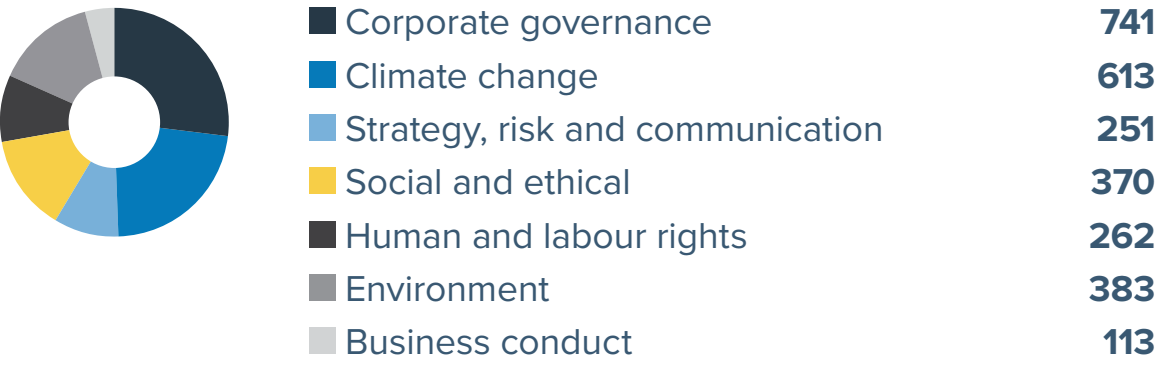 Corporate governance 741
Climate change 613
Strategy, risk and communication 251
Social and ethical 370
Human and labour rights 262
Environment 383
Business conduct 113